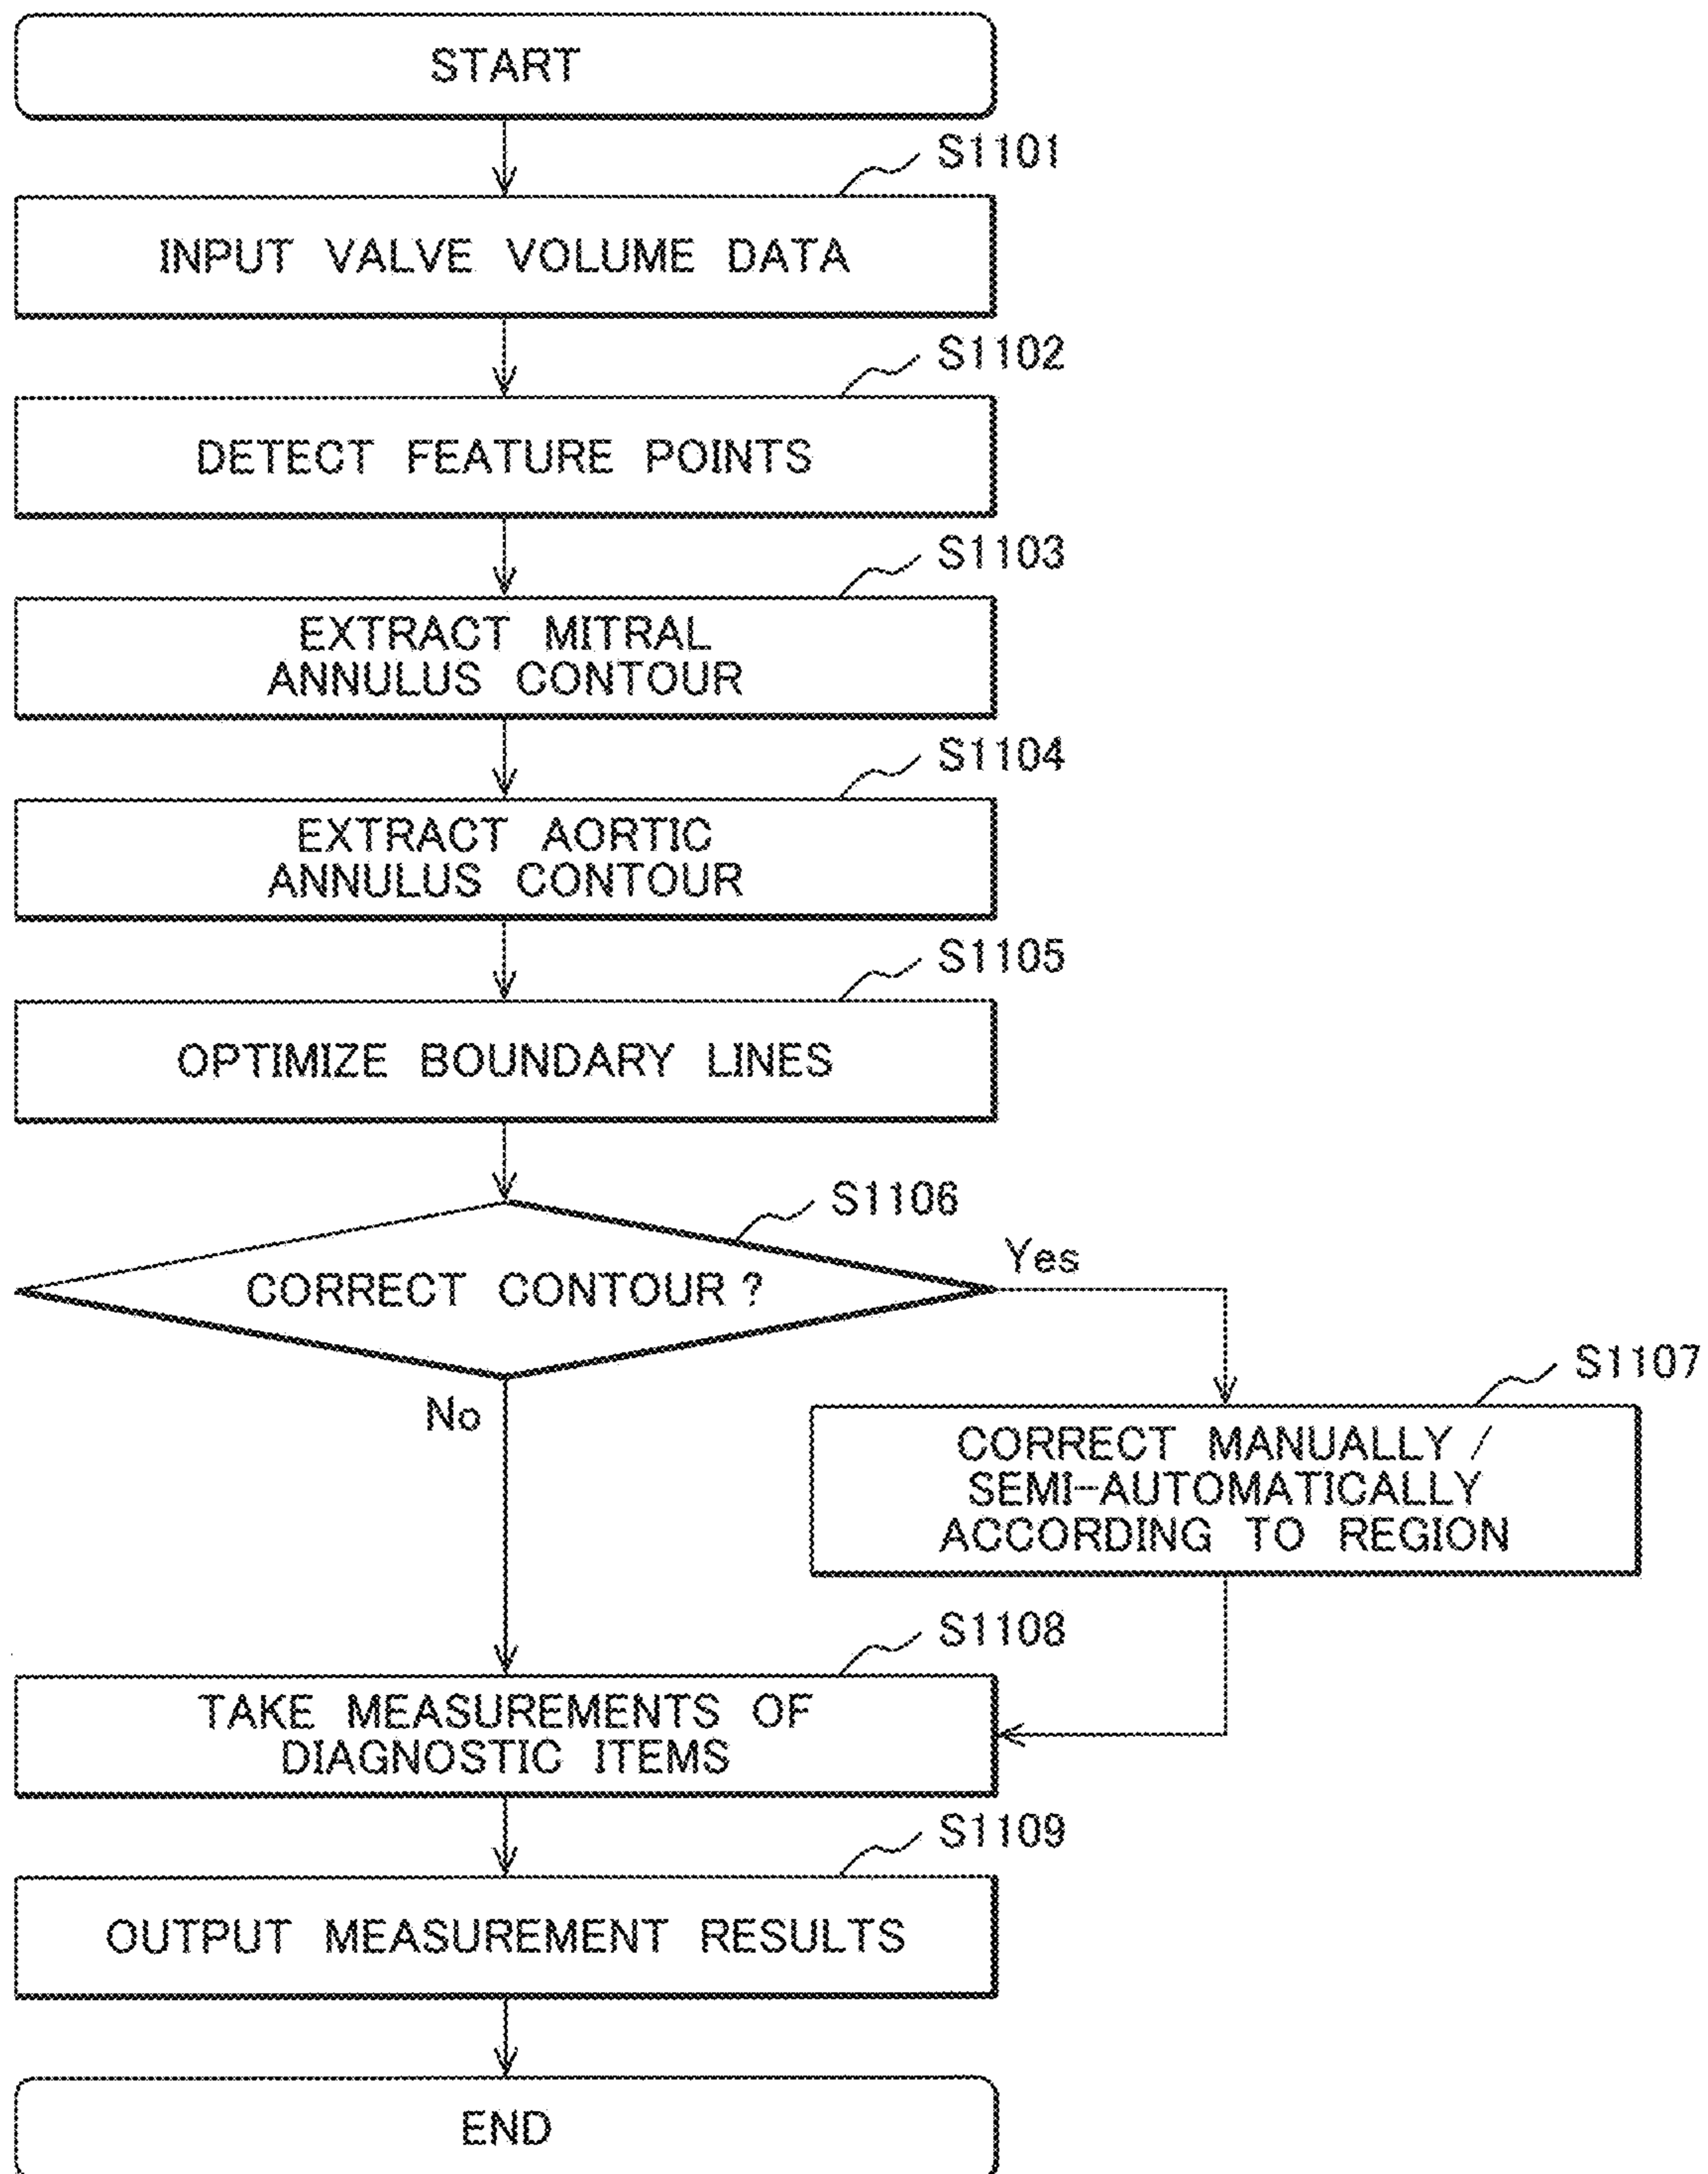 START
S1101
INPUT VALVE VOLUME DATA
S1102
DETECT FEATURE POINTS
S1103
EXTRACT MITRAL
ANNULUS CONTOUR
S1104
EXTRACT AORTIC
ANNULUS CONTOUR
S1105
OPTIMIZE BOUNDARY LINES
S1106
CORRECT CONTOUR ?
Yes
No
S1107
CORRECT MANUALLY /
SEMI-AUTOMATICALLY
ACCORDING TO REGION
S1108
TAKE MEASUREMENTS OF
DIAGNOSTIC ITEMS
S1109
OUTPUT MEASUREMENT RESULTS
END